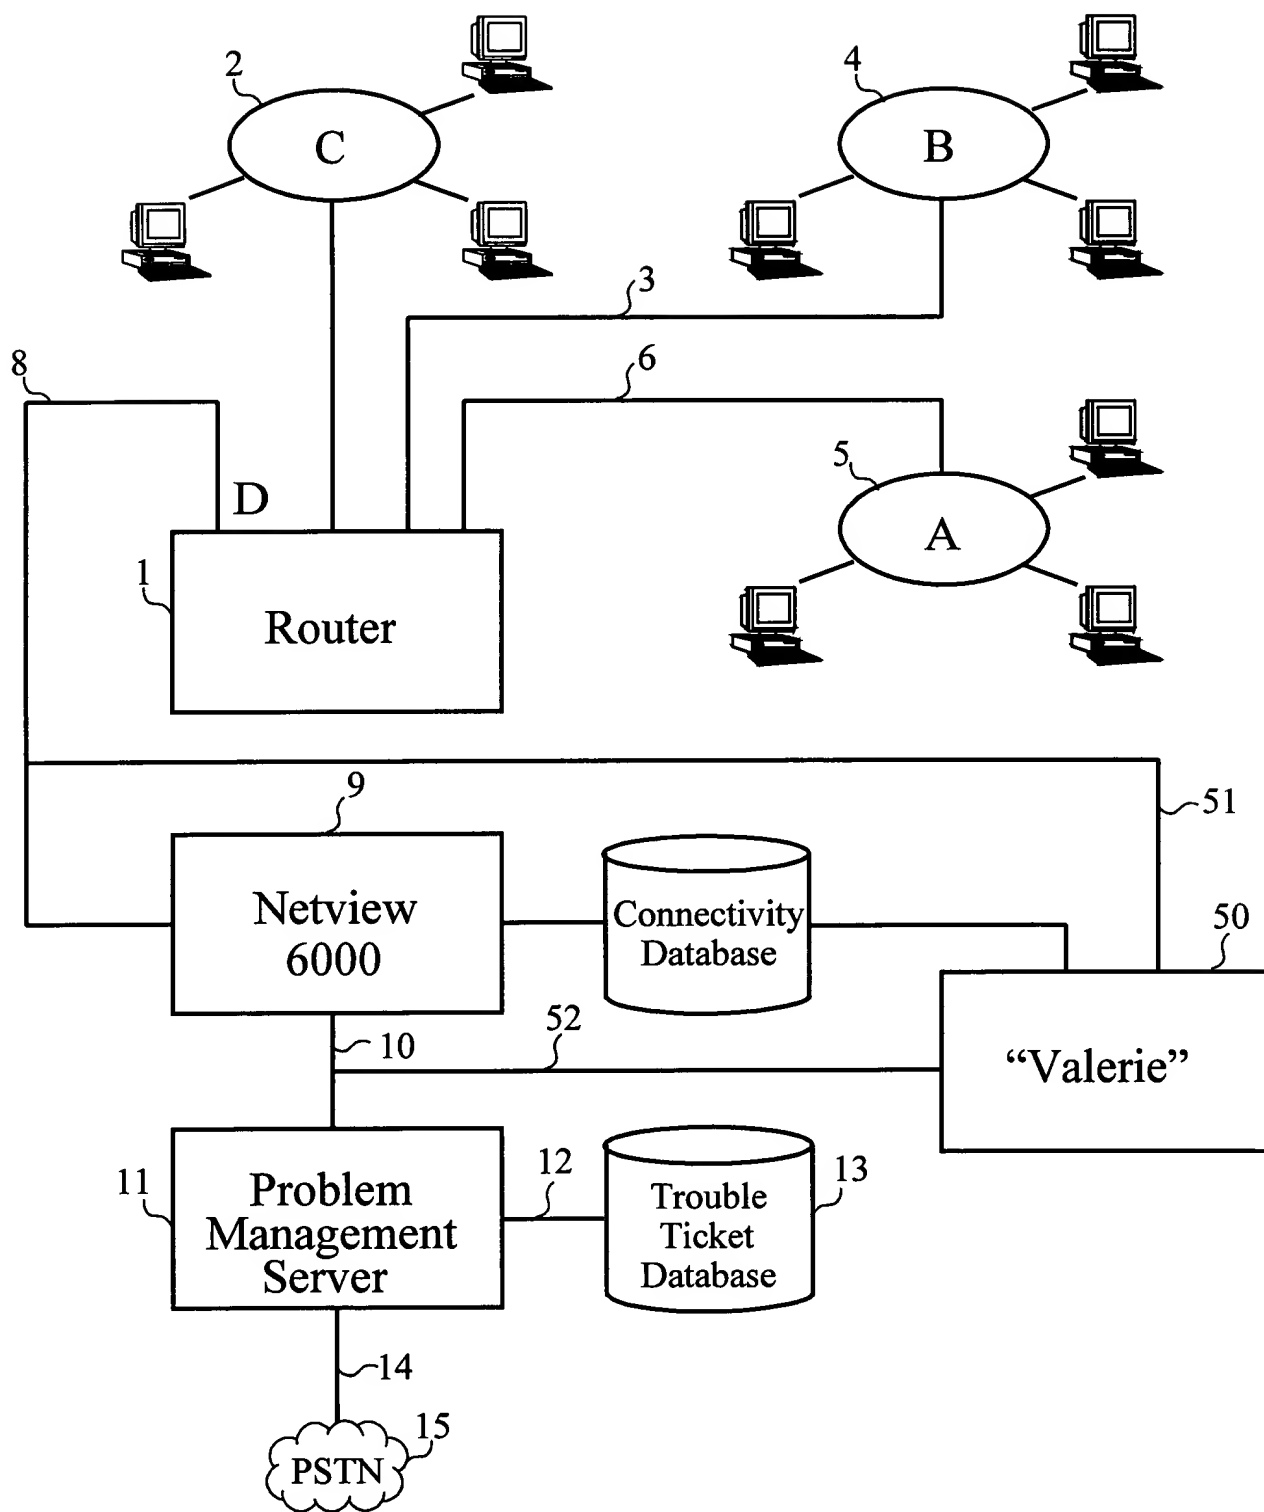 2
4
C
B
3
8
6
5
D
A
1
Router
9
51
Netview
6000
Connectivity
Database
50
10
52
“Valerie”
11
Problem
Management
Server
12
13
Trouble
Ticket
Database
14
15
PSTN